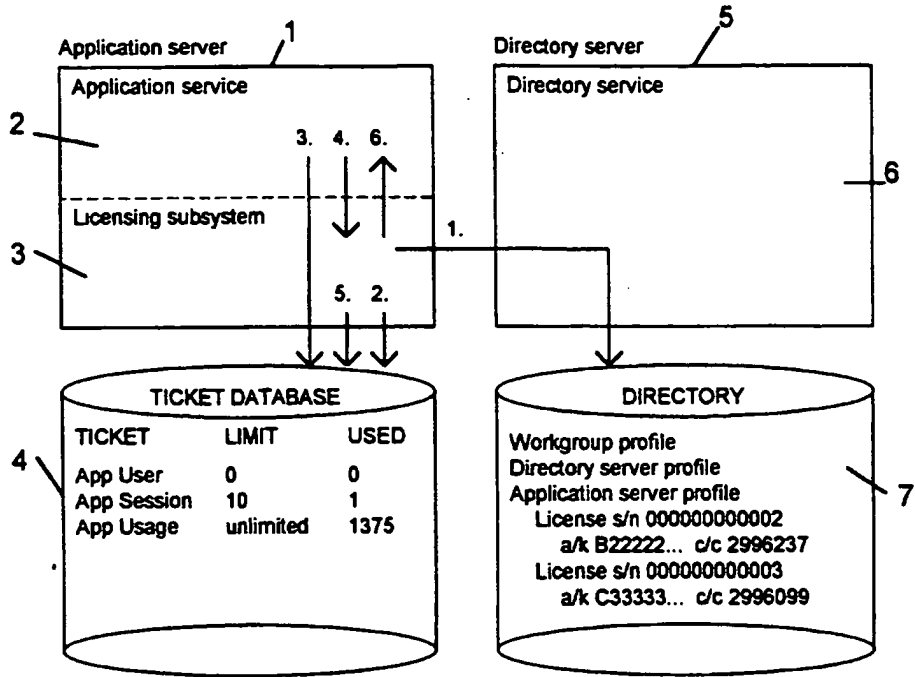 1
5
Application server
Directory server
Application service
Directory service
2
3. 4. 6.
6
Licensing subsystem
1.
3
5. 2.
TICKET DATABASE
DIRECTORY
TICKET LIMIT USED
Workgroup profile
4
Directory server profile
App User 0 0
Application server profile
7
App Session 10 1
License s/n 000000000002
App Usage unlimited 1375
a/k B22222... c/c 2996237
License s/n 000000000003
a/k C33333... c/c 2996099